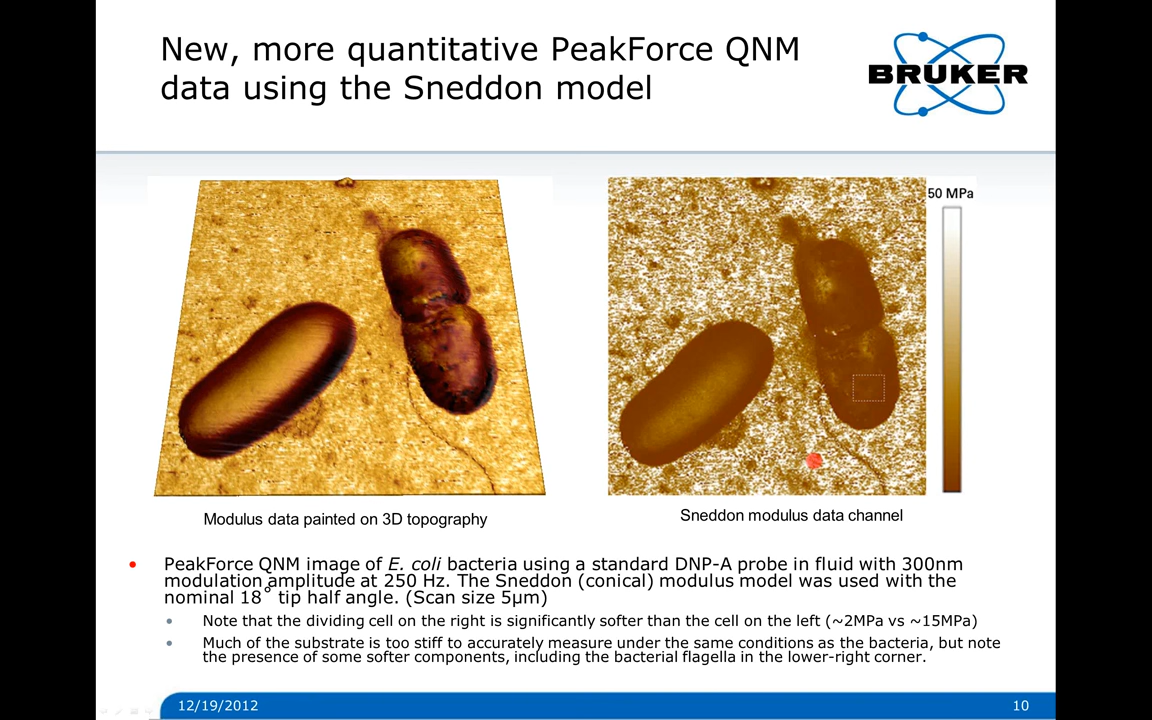 New, more quantitative PeakForce QNM
data using the Sneddon model
BRUKER
50 MPa
Modulus data painted on 3D topography
Sneddon modulus data channel
• PeakForce QNM image of E. coli bacteria using a standard DNP-A probe in fluid with 300nm
modulation amplitude at 250 Hz. The Sneddon (conical) modulus model was used with the
nominal 18° tip half angle. (Scan size 5μm)
• Note that the dividing cell on the right is significantly softer than the cell on the left (~2MPa vs ~15MPa)
• Much of the substrate is too stiff to accurately measure under the same conditions as the bacteria, but note
the presence of some softer components, including the bacterial flagella in the lower-right corner.
12/19/2012
10